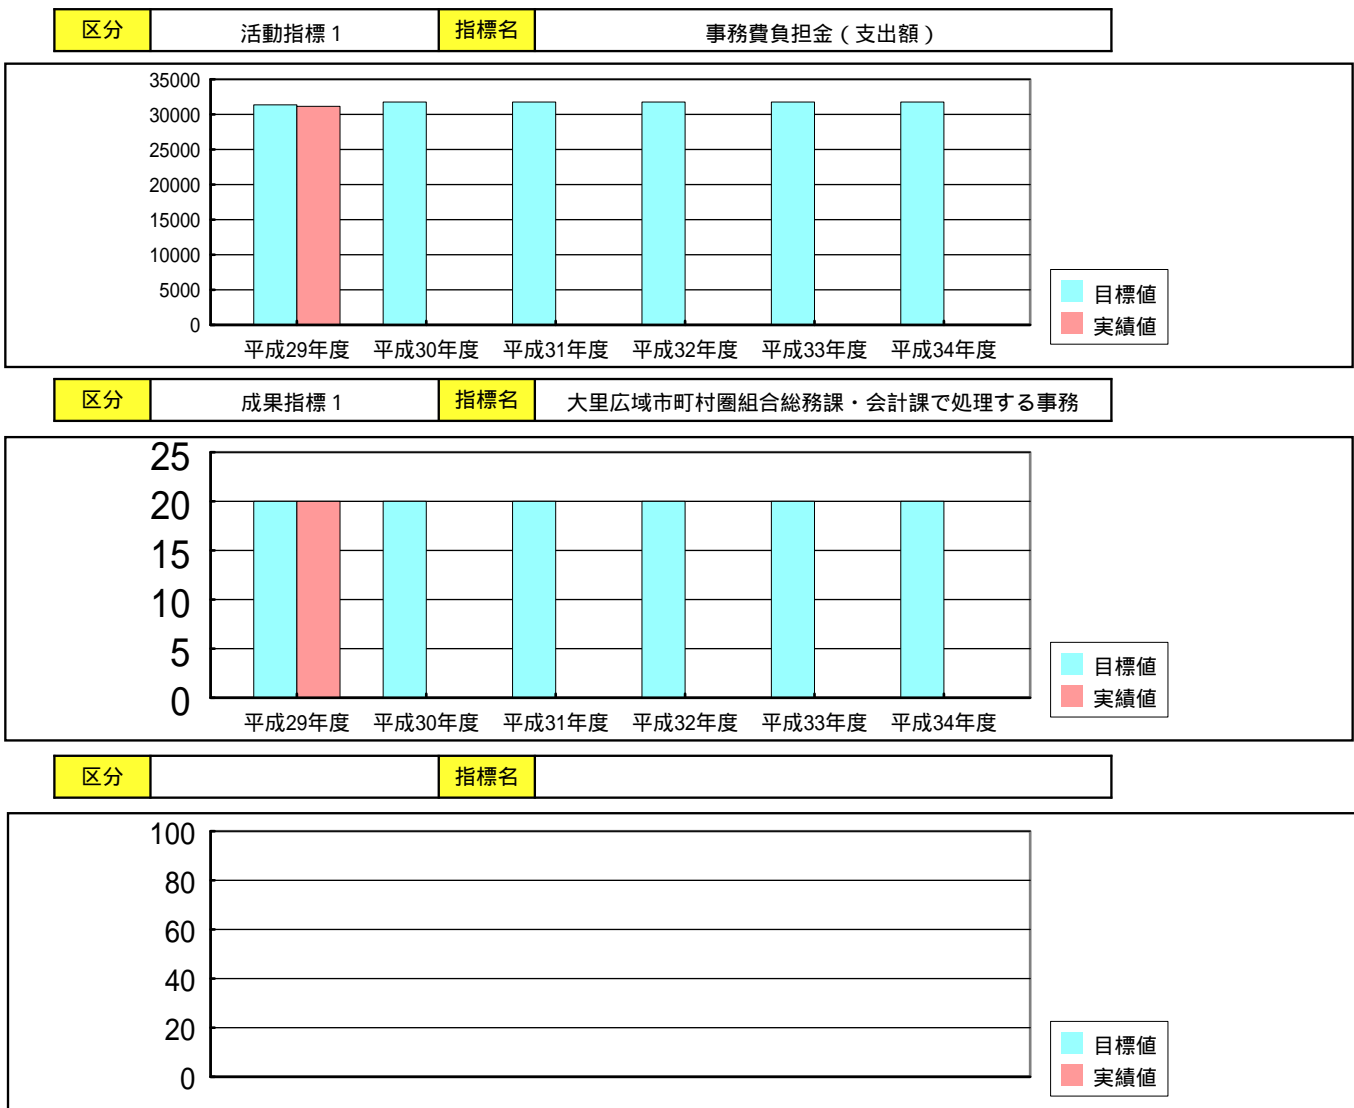 区分 活動指標１ 指標名 事務費負担金（支出額）
35000
30000
25000
20000
15000
10000
5000
0
平成29年度 平成30年度 平成31年度 平成32年度 平成33年度 平成34年度
目標値
実績値
区分 成果指標１ 指標名 大里広域市町村圏組合総務課・会計課で処理する事務
25
20
15
10
5
0
平成29年度 平成30年度 平成31年度 平成32年度 平成33年度 平成34年度
目標値
実績値
区分 指標名
100
80
60
40
20
0
目標値
実績値